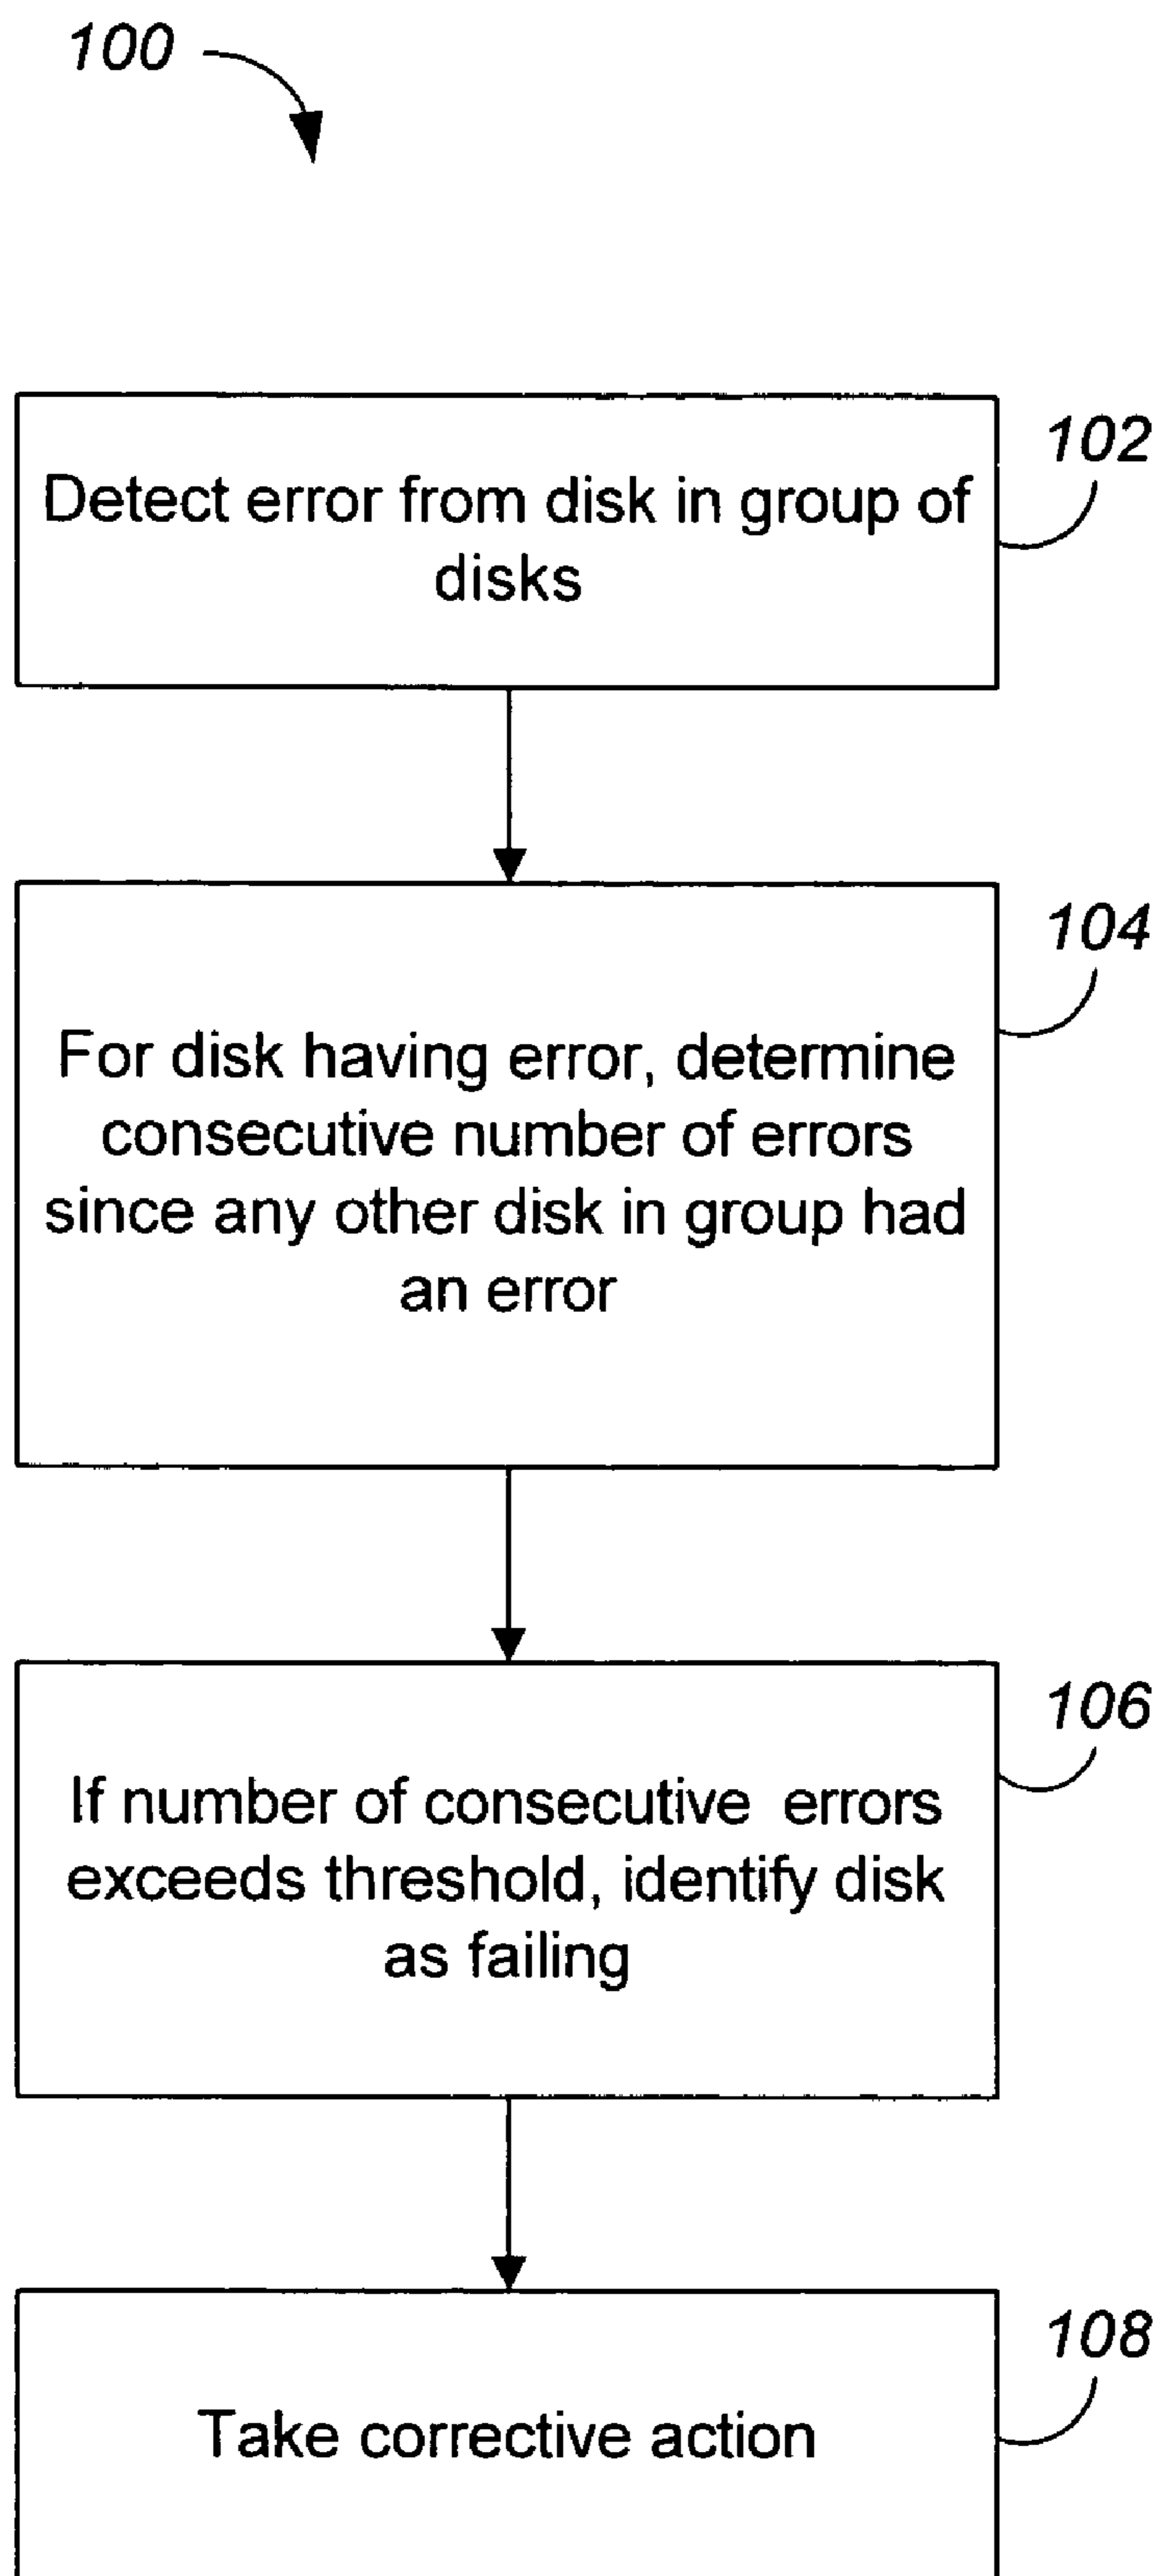 100
102
Detect error from disk in group of
disks
104
For disk having error, determine
consecutive number of errors
since any other disk in group had
an error
106
If number of consecutive errors
exceeds threshold, identify disk
as failing
108
Take corrective action